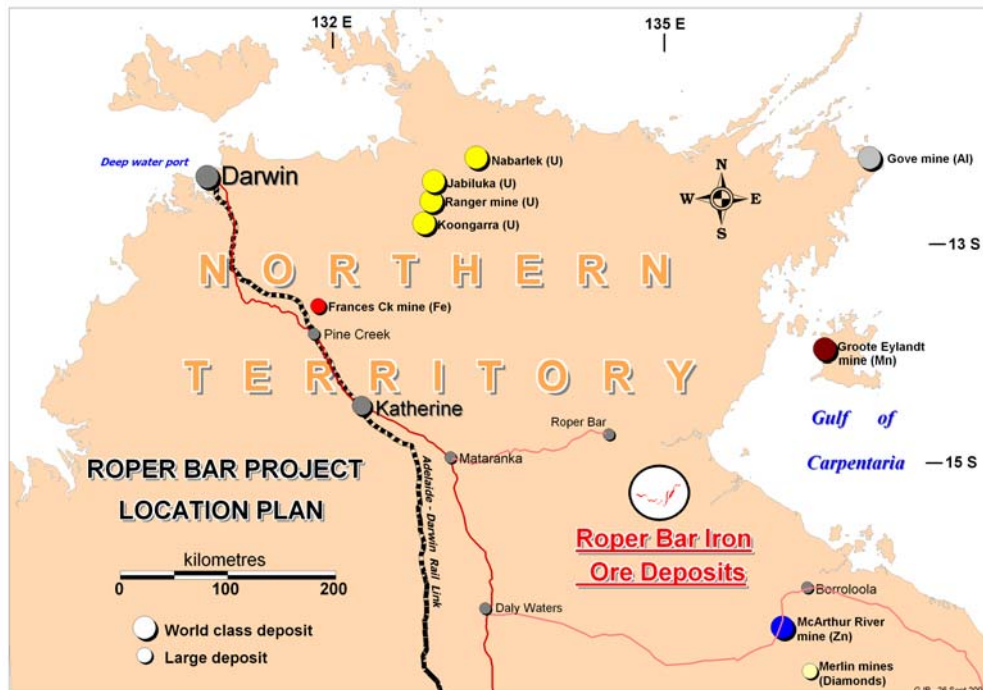 132 E
135 E
Deep water port
Darwin
Nabarlek (U)
Jabiluka (U)
Ranger mine (U)
Koongarra (U)
N
W E
S
Gove mine (Al)
13 S
NORTHERN
Frances Ck mine (Fe)
Pine Creek
Groote Eylandt
mine (Mn)
TERRITORY
Katherine
Roper Bar
Gulf of
Carpentaria
15 S
Mataranka
ROPER BAR PROJECT
LOCATION PLAN
Adelaide - Darwin Rail Link
Roper Bar Iron
Ore Deposits
kilometres
0 100 200
Daly Waters
Borroloola
World class deposit
Large deposit
McArthur River
mine (Zn)
Merlin mines
(Diamonds)